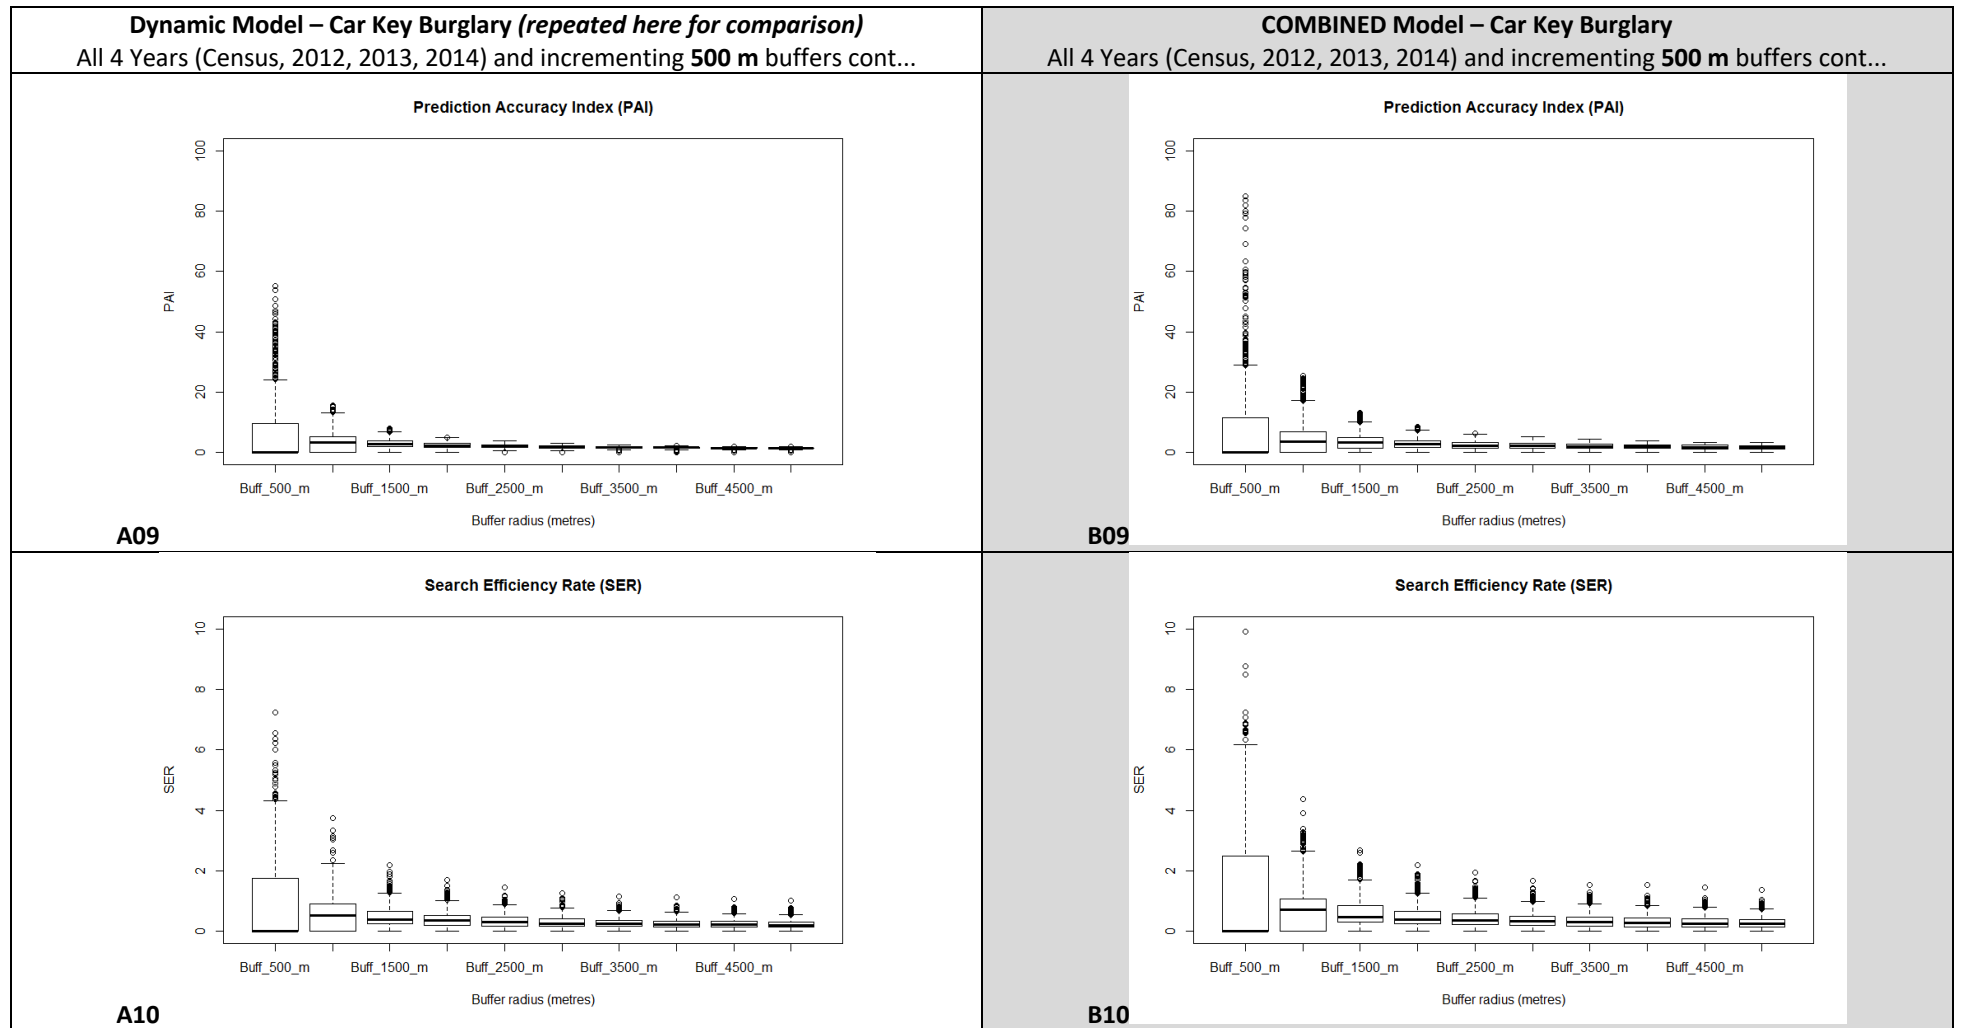 Dynamic Model – Car Key Burglary (repeated here for comparison)
All 4 Years (Census, 2012, 2013, 2014) and incrementing 500 m buffers cont...
COMBINED Model – Car Key Burglary
All 4 Years (Census, 2012, 2013, 2014) and incrementing 500 m buffers cont...
Prediction Accuracy Index (PAI)
100
80
60
40
20
0
PAI
Buff_500_m Buff_1500_m Buff_2500_m Buff_3500_m Buff_4500_m
Buffer radius (metres)
A09
Prediction Accuracy Index (PAI)
100
80
60
40
20
0
PAI
Buff_500_m Buff_1500_m Buff_2500_m Buff_3500_m Buff_4500_m
Buffer radius (metres)
B09
Search Efficiency Rate (SER)
10
8
6
4
2
0
SER
Buff_500_m Buff_1500_m Buff_2500_m Buff_3500_m Buff_4500_m
Buffer radius (metres)
A10
Search Efficiency Rate (SER)
10
8
6
4
2
0
SER
Buff_500_m Buff_1500_m Buff_2500_m Buff_3500_m Buff_4500_m
Buffer radius (metres)
B10